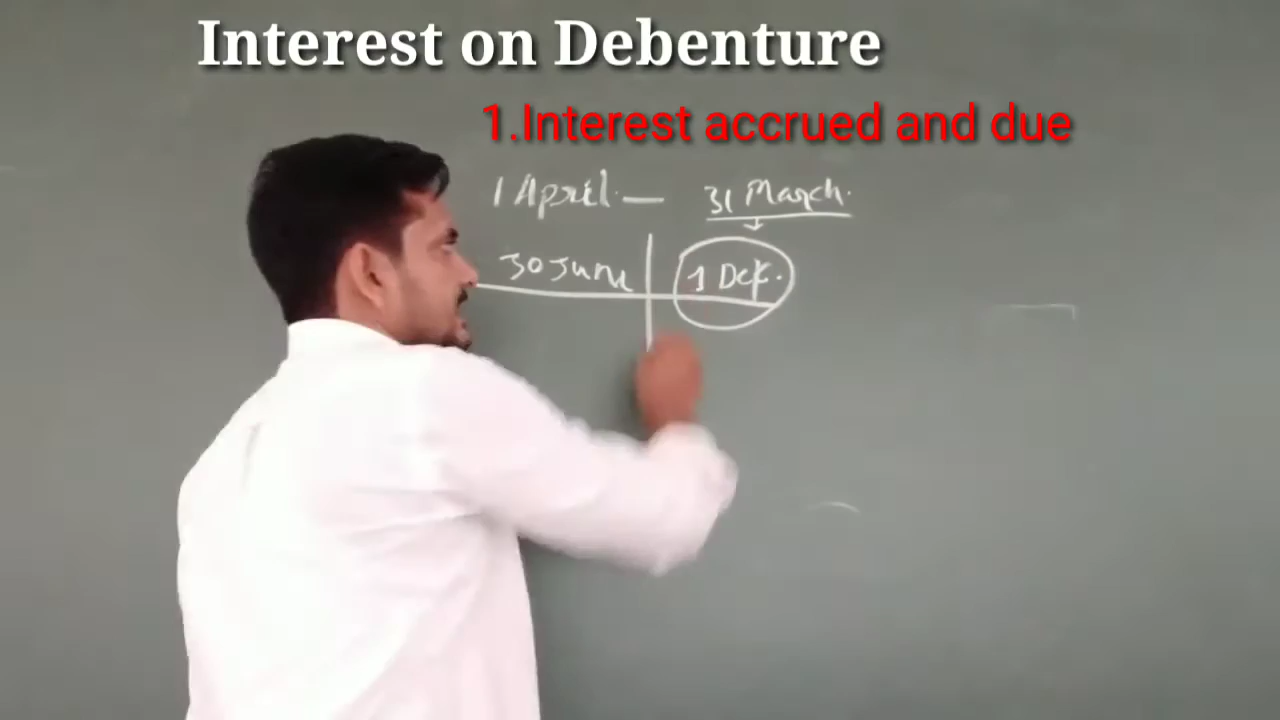 Interest on Debenture
1.Interest accrued and due
1 April. — 31 March.
30 June 1 Dec.